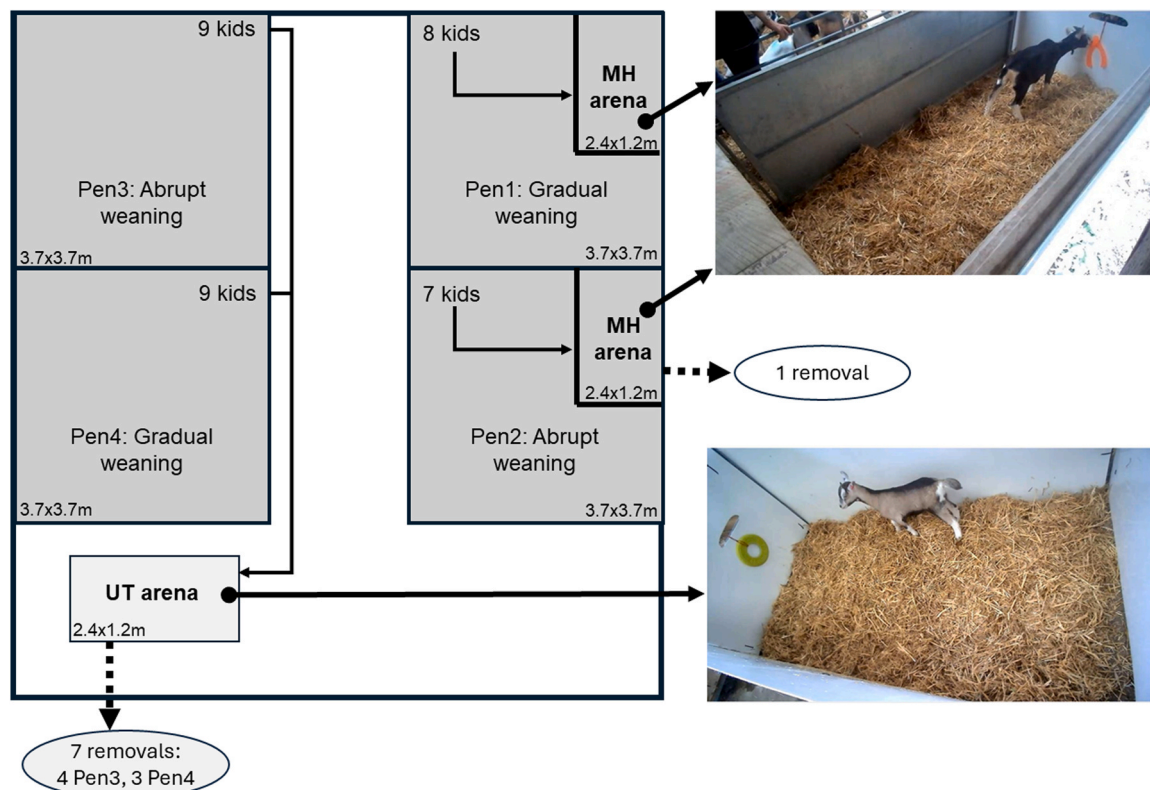 9 kids
Pen3: Abrupt
weaning
3.7x3.7m
9 kids
Pen4: Gradual
weaning
3.7x3.7m
8 kids
MH
arena
2.4x1.2m
Pen1: Gradual
weaning
3.7x3.7m
7 kids
MH
arena
2.4x1.2m
Pen2: Abrupt
weaning
3.7x3.7m
1 removal
UT arena
2.4x1.2m
7 removals:
4 Pen3, 3 Pen4